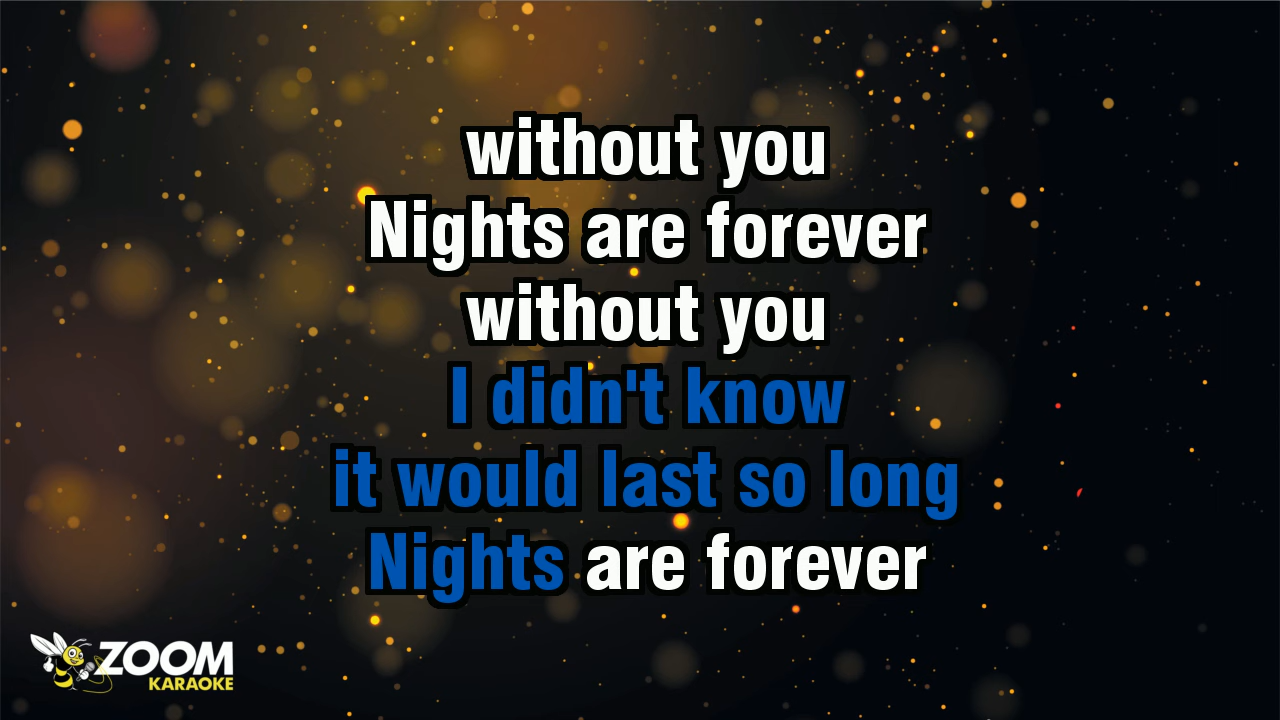 without you
Nights are forever
without you
I didn't know
it would last so long
Nights are forever
ZOOM
KARAOKE